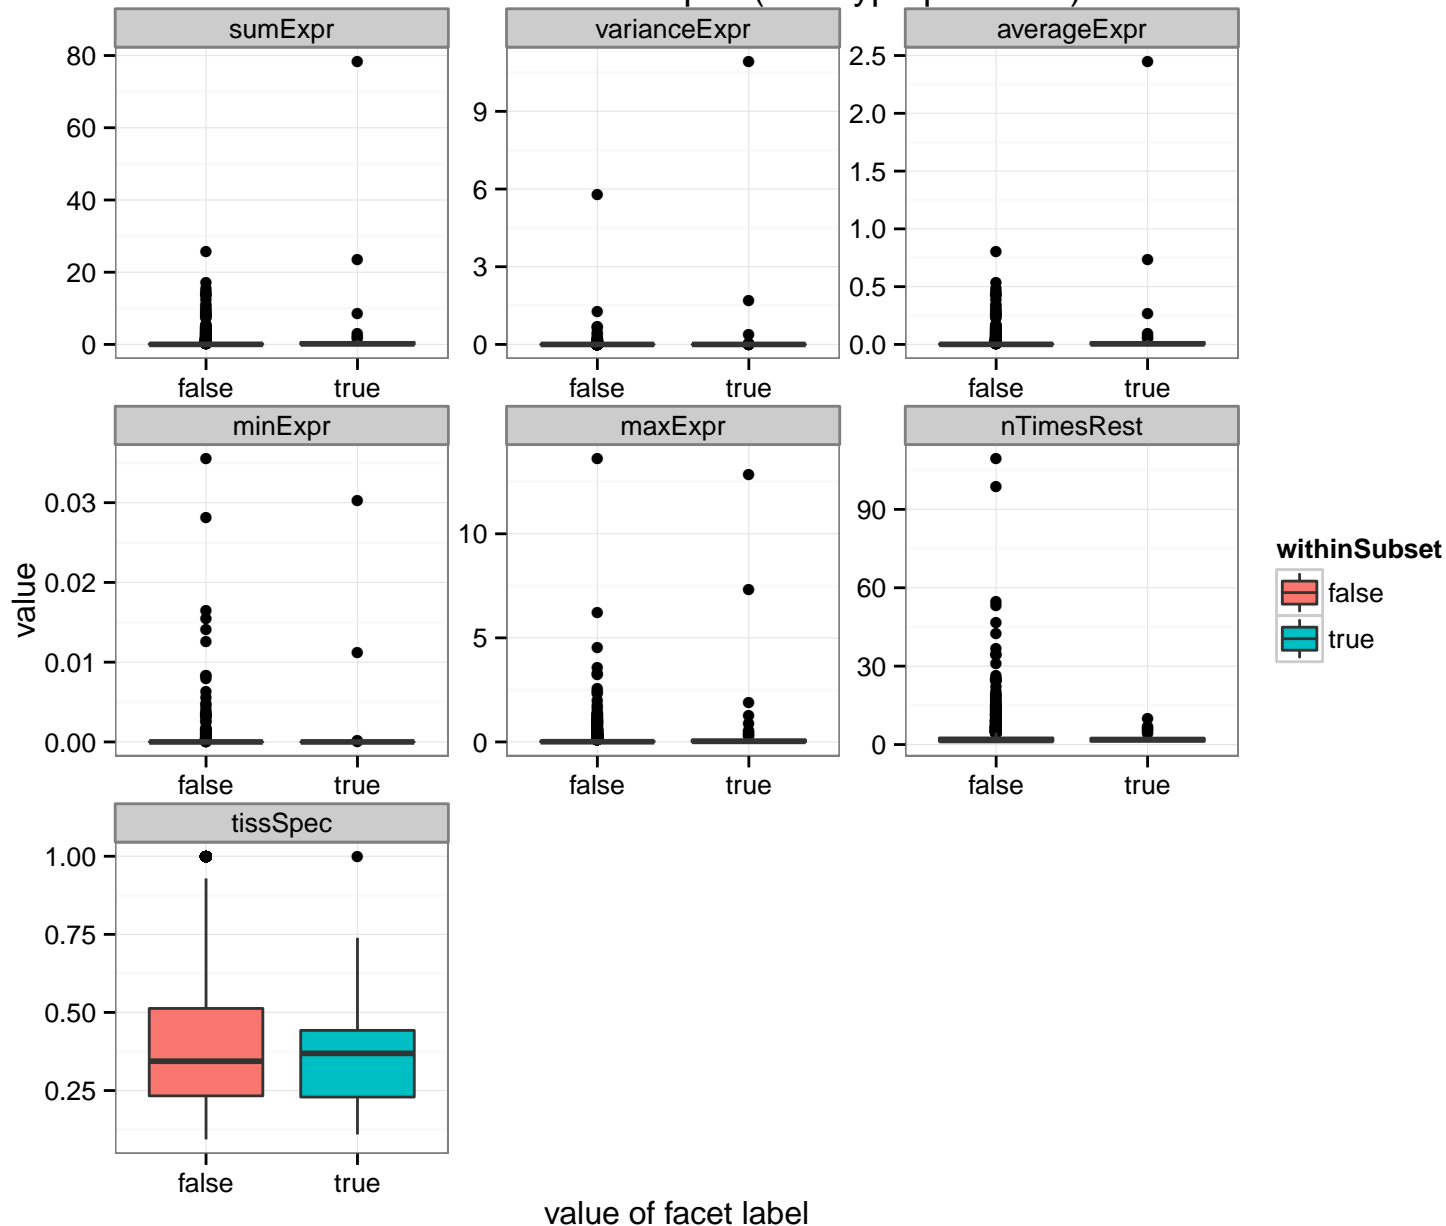 sumExpr varianceExpr averageExpr
80
60
40
20
0
false true
9
6
3
0
false true
2.5
2.0
1.5
1.0
0.5
0.0
false true
minExpr maxExpr nTimesRest
0.03
0.02
0.01
0.00
false true
10
5
0
false true
90
60
30
0
false true
tissSpec
1.00
0.75
0.50
0.25
false true
value
value of facet label
withinSubset
false
true